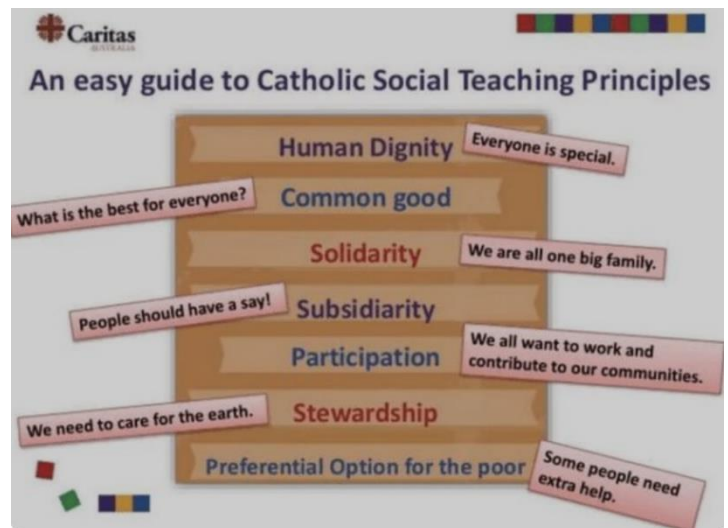 Caritas
AUSTRALIA
An easy guide to Catholic Social Teaching Principles
Human Dignity
Everyone is special.
What is the best for everyone?
Common good
Solidarity
We are all one big family.
People should have a say!
Subsidiarity
Participation
We all want to work and
contribute to our communities.
We need to care for the earth.
Stewardship
Preferential Option for the poor
Some people need
extra help.